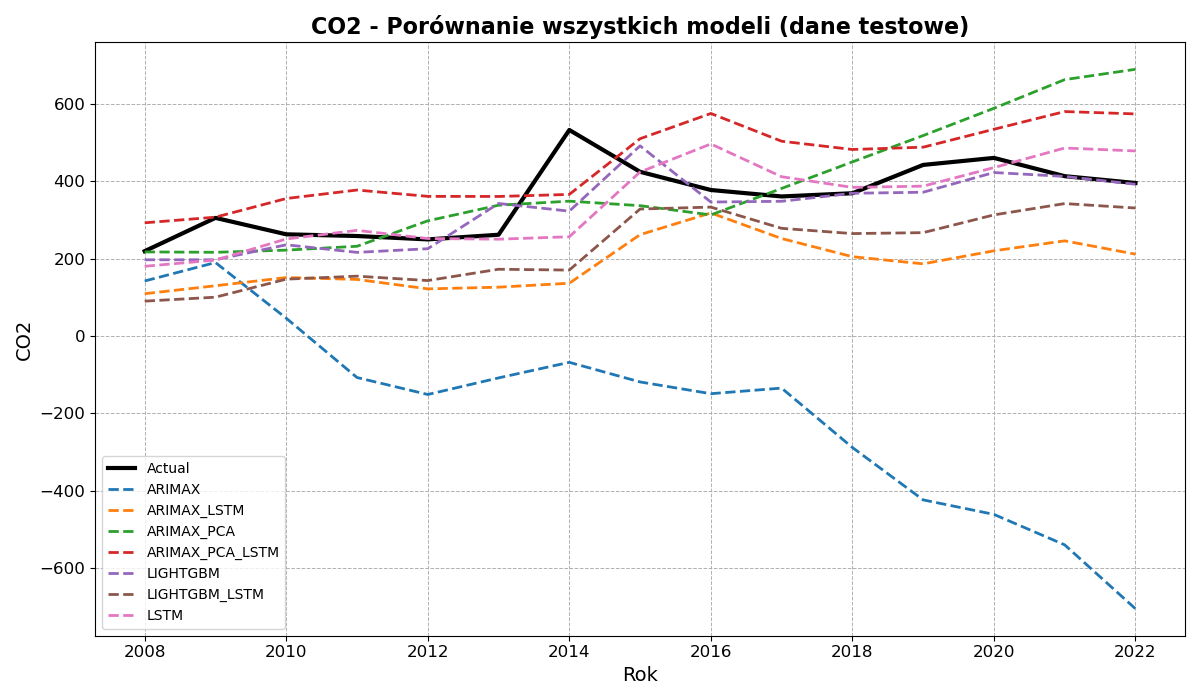 CO2 - Porównanie wszystkich modeli (dane testowe)
CO2
600
400
200
0
−200
−400
−600
Actual
ARIMAX
ARIMAX_LSTM
ARIMAX_PCA
ARIMAX_PCA_LSTM
LIGHTGBM
LIGHTGBM_LSTM
LSTM
2008 2010 2012 2014 2016 2018 2020 2022
Rok